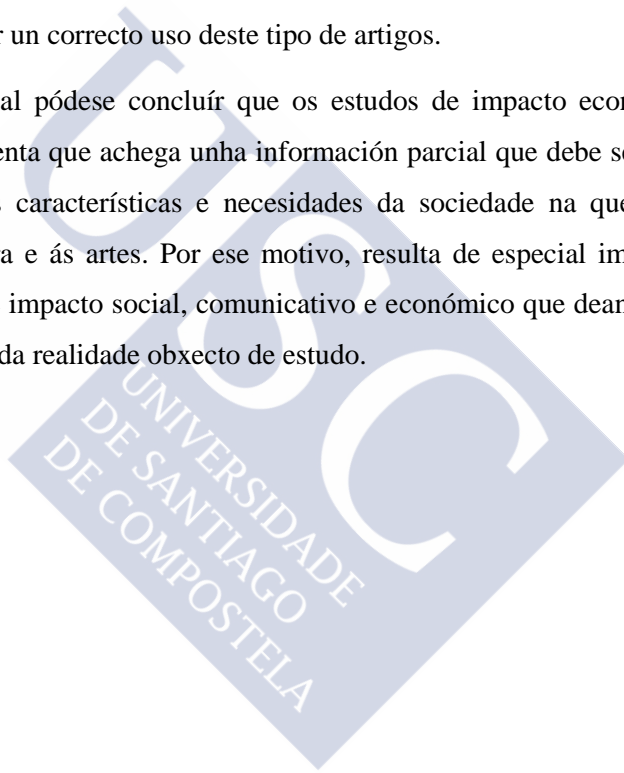 r un correcto uso deste tipo de artigos.
al pódese concluír que os estudos de impacto econ
enta que achega unha información parcial que debe s
s características e necesidades da sociedade na que
ra e ás artes. Por ese motivo, resulta de especial im
impacto social, comunicativo e económico que dean
da realidade obxecto de estudo.
USC
UNIVERSIDADE
DE SANTIAGO
DE COMPOSTELA